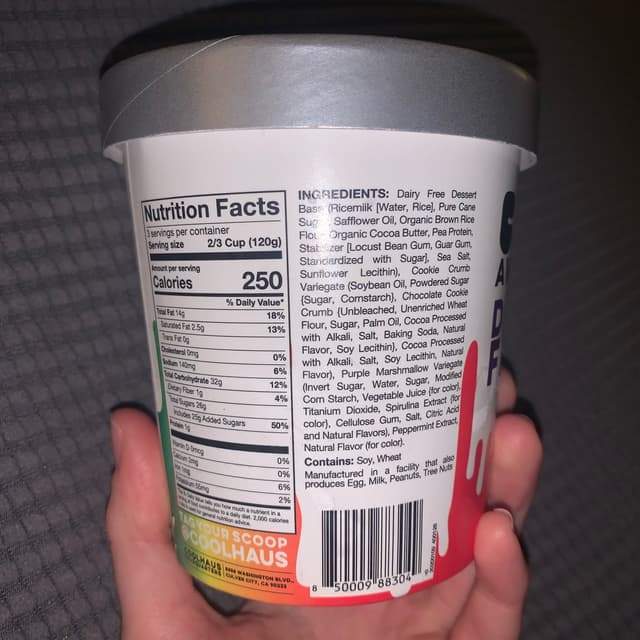 Nutrition Facts
3 servings per container
Serving size 2/3 Cup (120g)
Amount per serving
Calories 250
% Daily Value*
Total Fat 14g 18%
Saturated Fat 2.5g 13%
Trans Fat 0g
Cholesterol 0mg 0%
Sodium 140mg 6%
Total Carbohydrate 32g 12%
Dietary Fiber 1g 4%
Total Sugars 26g
Includes 25g Added Sugars 50%
Protein 1g
Vitamin D 0mcg 0%
Calcium 0mg 0%
6%
2%
INGREDIENTS: Dairy Free Dessert
Base (Ricemilk [Water, Rice], Pure Cane
Sugar, Safflower Oil, Organic Brown Rice
Flour, Organic Cocoa Butter, Pea Protein,
Stabilizer [Locust Bean Gum, Guar Gum,
Standardized with Sugar], Sea Salt,
Sunflower Lecithin), Cookie Crumb
Variegate (Soybean Oil, Powdered Sugar
{Sugar, Cornstarch}, Chocolate Cookie
Crumb {Unbleached, Unenriched Wheat
Flour, Sugar, Palm Oil, Cocoa Processed
with Alkali, Salt, Baking Soda, Natural
Flavor, Soy Lecithin}, Cocoa Processed
with Alkali, Salt, Soy Lecithin, Natural
Flavor), Purple Marshmallow Variegate
(Invert Sugar, Water, Sugar, Modified
Corn Starch, Vegetable Juice {for color},
Titanium Dioxide, Spirulina Extract {for
color}, Cellulose Gum, Salt, Citric Acid
and Natural Flavors), Peppermint Extract,
Natural Flavor (for color).
Contains: Soy, Wheat
Manufactured in a facility that also
produces Egg, Milk, Peanuts, Tree Nuts
YOUR SCOOP
@COOLHAUS
COOLHAUS
8588 WASHINGTON BLVD.,
CULVER CITY, CA 90232
8 50009 88304
A
D
F